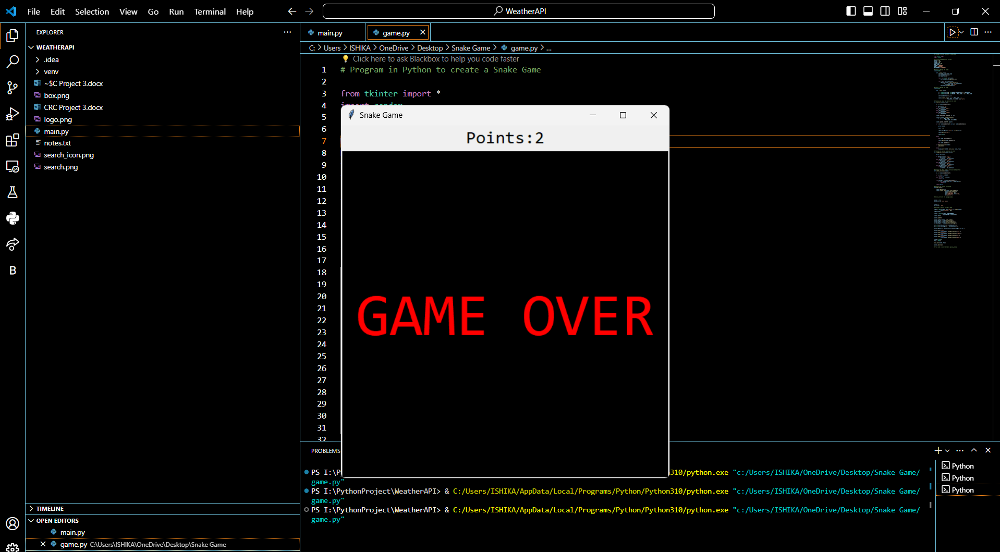 File Edit Selection View Go Run Terminal Help
WeatherAPI
EXPLORER
WEATHERAPI
.idea
venv
~$C Project 3.docx
box.png
CRC Project 3.docx
logo.png
main.py
notes.txt
search_icon.png
search.png
TIMELINE
OPEN EDITORS
main.py
game.py C:\Users\ISHIKA\OneDrive\Desktop\Snake Game
main.py
game.py
C: > Users > ISHIKA > OneDrive > Desktop > Snake Game > game.py > ...
Click here to ask Blackbox to help you code faster
1 # Program in Python to create a Snake Game
2
3 from tkinter import *
4 import random
5
6
7
8
9
10
11
12
13
14
15
16
17
18
19
20
21
22
23
24
25
26
27
28
29
30
31
32
Snake Game
Points:2
GAME OVER
PROBLEMS
PS I:\P 310/python.exe "c:/Users/ISHIKA/OneDrive/Desktop/Snake Game/
game.py"
PS I:\PythonProject\WeatherAPI> & C:/Users/ISHIKA/AppData/Local/Programs/Python/Python310/python.exe "c:/Users/ISHIKA/OneDrive/Desktop/Snake Game/
game.py"
PS I:\PythonProject\WeatherAPI> & C:/Users/ISHIKA/AppData/Local/Programs/Python/Python310/python.exe "c:/Users/ISHIKA/OneDrive/Desktop/Snake Game/
game.py"
Python
Python
Python